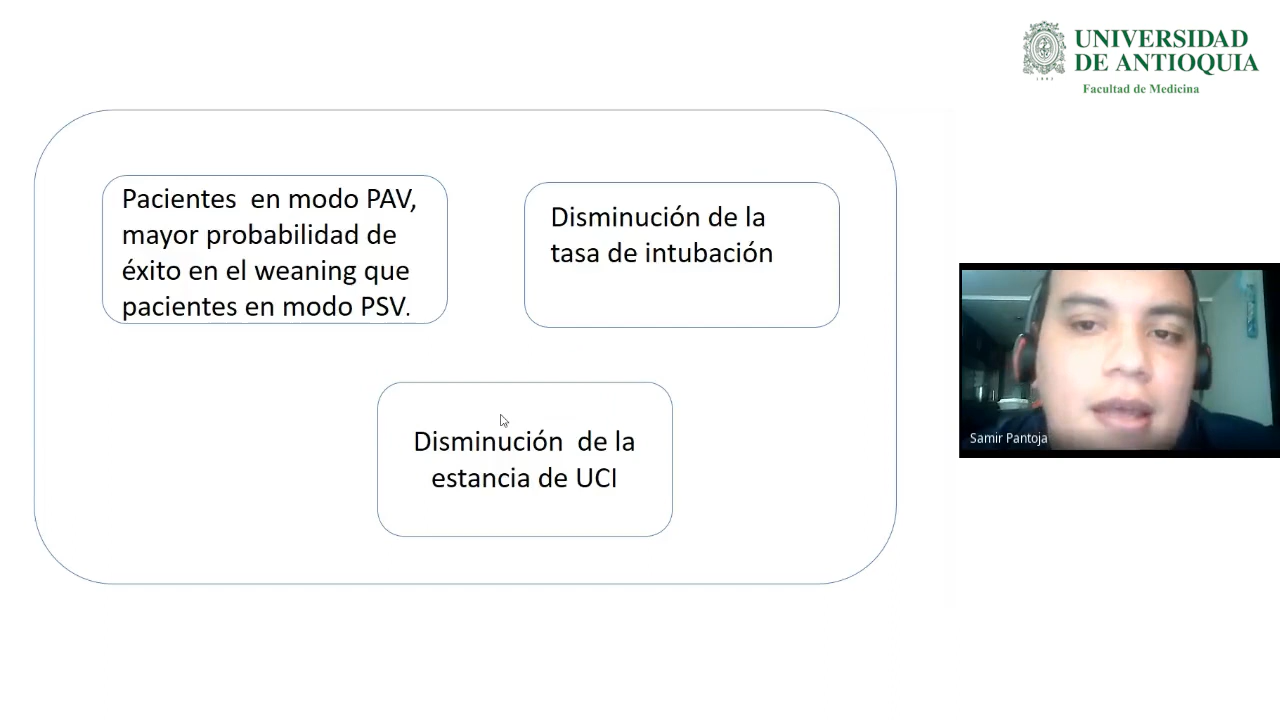 UNIVERSIDAD
DE ANTIOQUIA
Facultad de Medicina
Pacientes  en modo PAV,
mayor probabilidad de
éxito en el weaning que
pacientes en modo PSV.
Disminución de la
tasa de intubación
Disminución  de la
estancia de UCI
Samir Pantoja